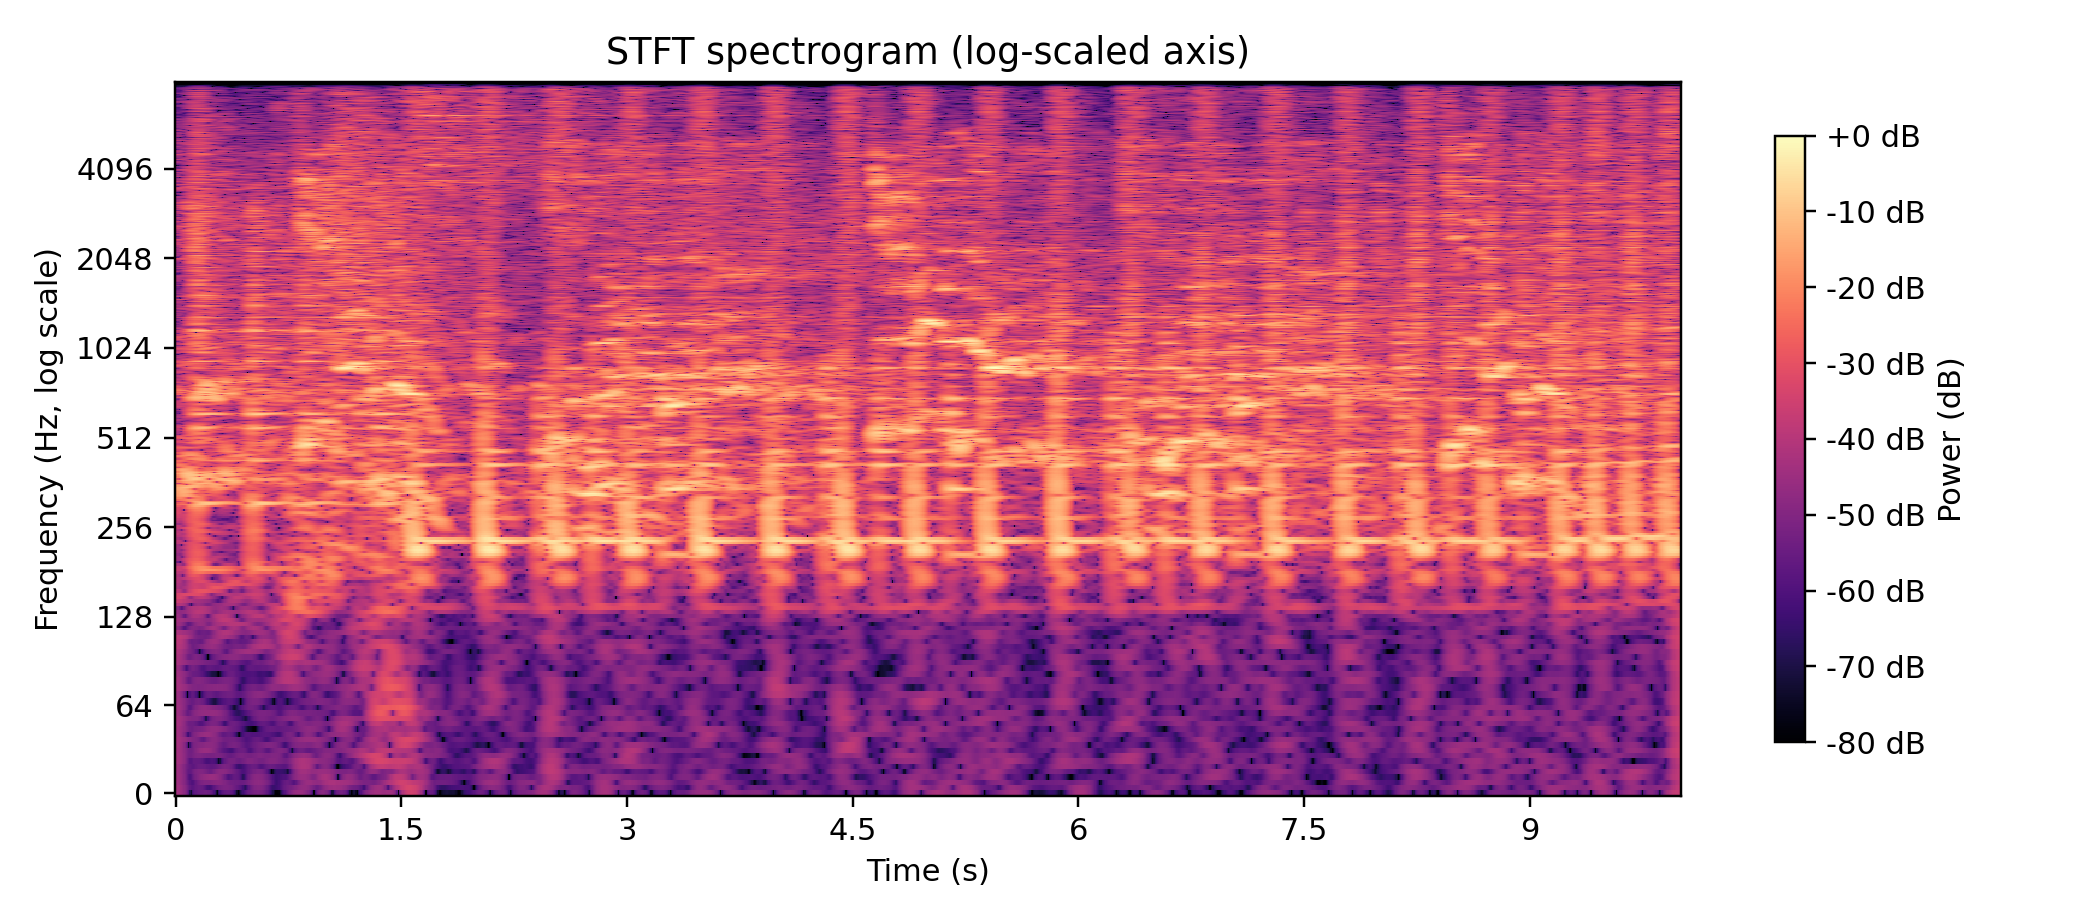 STFT spectrogram (log-scaled axis)
Frequency (Hz, log scale)
4096
2048
1024
512
256
128
64
0
0 1.5 3 4.5 6 7.5 9
Time (s)
+0 dB
-10 dB
-20 dB
-30 dB
-40 dB
-50 dB
-60 dB
-70 dB
-80 dB
Power (dB)